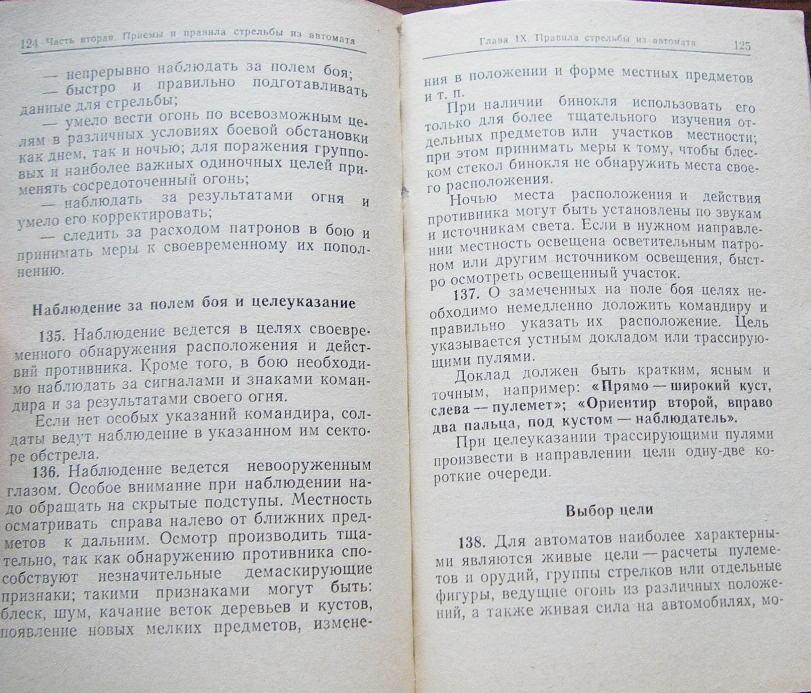 124 Часть вторая. Приемы и правила стрельбы из автомата
— непрерывно наблюдать за полем боя;
— быстро и правильно подготавливать
данные для стрельбы;
— умело вести огонь по всевозможным це-
лям в различных условиях боевой обстановки
как днем, так и ночью; для поражения группо-
вых и наиболее важных одиночных целей при-
менять сосредоточенный огонь;
— наблюдать за результатами огня и
умело его корректировать;
— следить за расходом патронов в бою и
принимать меры к своевременному их попол-
нению.
Наблюдение за полем боя и целеуказание
135. Наблюдение ведется в целях своевре-
менного обнаружения расположения и дейст-
вий противника. Кроме того, в бою необходи-
мо наблюдать за сигналами и знаками коман-
дира и за результатами своего огня.
Если нет особых указаний командира, сол-
даты ведут наблюдение в указанном им секто-
ре обстрела.
136. Наблюдение ведется невооруженным
глазом. Особое внимание при наблюдении на-
до обращать на скрытые подступы. Местность
осматривать справа налево от ближних пред-
метов к дальним. Осмотр производить тща-
тельно, так как обнаружению противника спо-
собствуют незначительные демаскирующие
признаки; такими признаками могут быть:
блеск, шум, качание веток деревьев и кустов,
появление новых мелких предметов, измене-
Глава IX. Правила стрельбы из автомата 125
ния в положении и форме местных предметов
и т. п.
При наличии бинокля использовать его
только для более тщательного изучения от-
дельных предметов или участков местности;
при этом принимать меры к тому, чтобы блес-
ком стекол бинокля не обнаружить места свое-
го расположения.
Ночью места расположения и действия
противника могут быть установлены по звукам
и источникам света. Если в нужном направле-
нии местность освещена осветительным патро-
ном или другим источником освещения, быст-
ро осмотреть освещенный участок.
137. О замеченных на поле боя целях не-
обходимо немедленно доложить командиру и
правильно указать их расположение. Цель
указывается устным докладом или трассирую-
щими пулями.
Доклад должен быть кратким, ясным и
точным, например: «Прямо — широкий куст,
слева — пулемет»; «Ориентир второй, вправо
два пальца, под кустом — наблюдатель».
При целеуказании трассирующими пулями
произвести в направлении цели одну-две ко-
роткие очереди.
Выбор цели
138. Для автоматов наиболее характерны-
ми являются живые цели — расчеты пулеме-
тов и орудий, группы стрелков или отдельные
фигуры, ведущие огонь из различных положе-
ний, а также живая сила на автомобилях, мо-